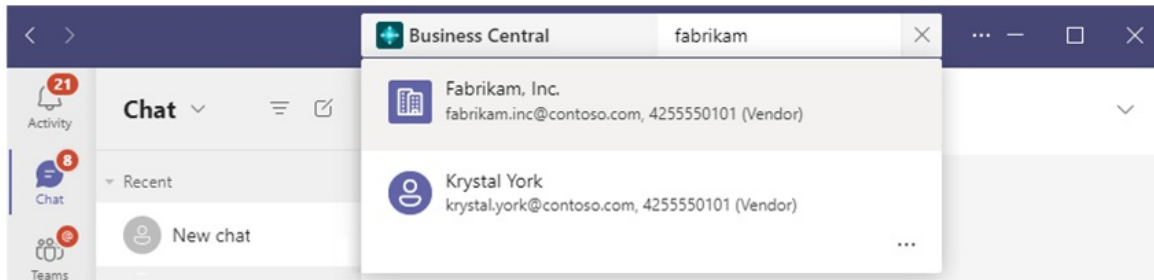 Business Central fabrikam
21
Activity
Chat
Fabrikam, Inc.
fabrikam.inc@contoso.com, 4255550101 (Vendor)
8
Chat
Recent
Krystal York
krystal.york@contoso.com, 4255550101 (Vendor)
New chat
@
Teams